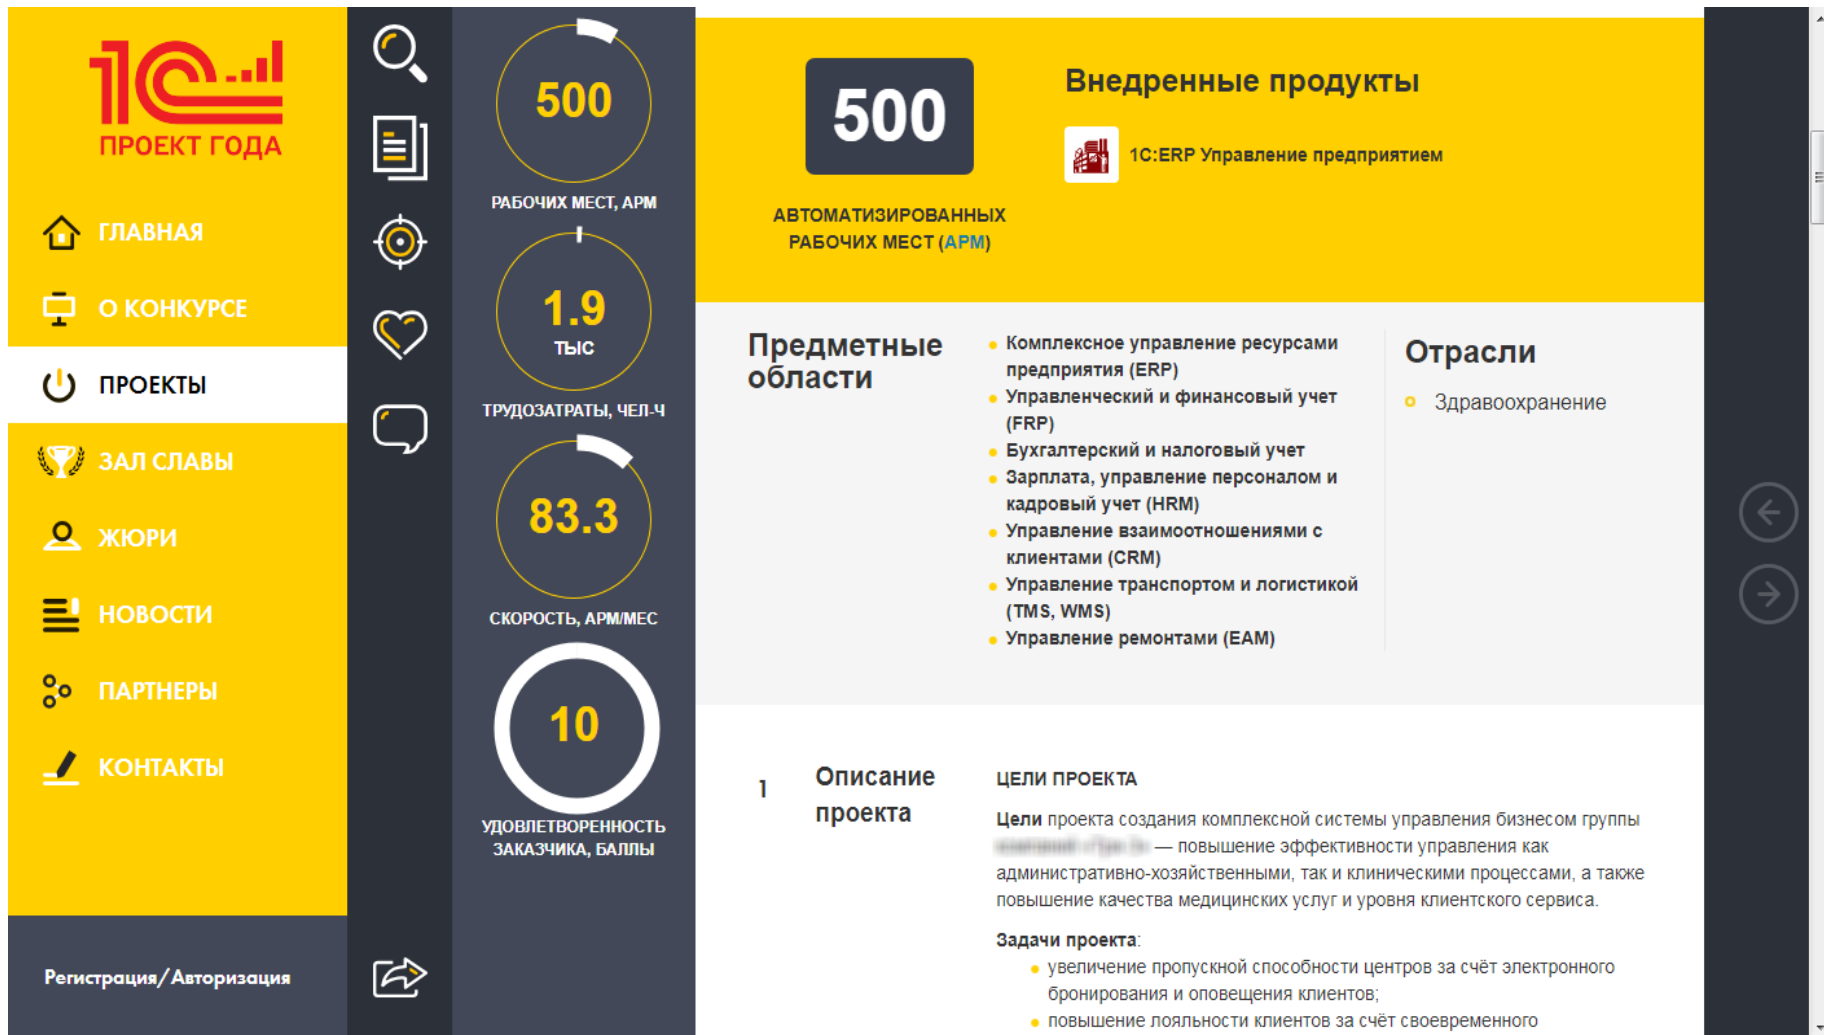 1С
ПРОЕКТ ГОДА
ГЛАВНАЯ
О КОНКУРСЕ
ПРОЕКТЫ
ЗАЛ СЛАВЫ
ЖЮРИ
НОВОСТИ
ПАРТНЕРЫ
КОНТАКТЫ
Регистрация/Авторизация
500
РАБОЧИХ МЕСТ, АРМ
1.9
ТЫС
ТРУДОЗАТРАТЫ, ЧЕЛ-Ч
83.3
СКОРОСТЬ, АРМ/МЕС
10
УДОВЛЕТВОРЕННОСТЬ
ЗАКАЗЧИКА, БАЛЛЫ
500
АВТОМАТИЗИРОВАННЫХ
РАБОЧИХ МЕСТ (АРМ)
Внедренные продукты
1С:ERP Управление предприятием
Предметные
области
Комплексное управление ресурсами
предприятия (ERP)
Управленческий и финансовый учет
(FRP)
Бухгалтерский и налоговый учет
Зарплата, управление персоналом и
кадровый учет (HRM)
Управление взаимоотношениями с
клиентами (CRM)
Управление транспортом и логистикой
(TMS, WMS)
Управление ремонтами (EAM)
Отрасли
Здравоохранение
1
Описание
проекта
ЦЕЛИ ПРОЕКТА
Цели проекта создания комплексной системы управления бизнесом группы
— повышение эффективности управления как
административно-хозяйственными, так и клиническими процессами, а также
повышение качества медицинских услуг и уровня клиентского сервиса.
Задачи проекта:
увеличение пропускной способности центров за счёт электронного
бронирования и оповещения клиентов;
повышение лояльности клиентов за счёт своевременного